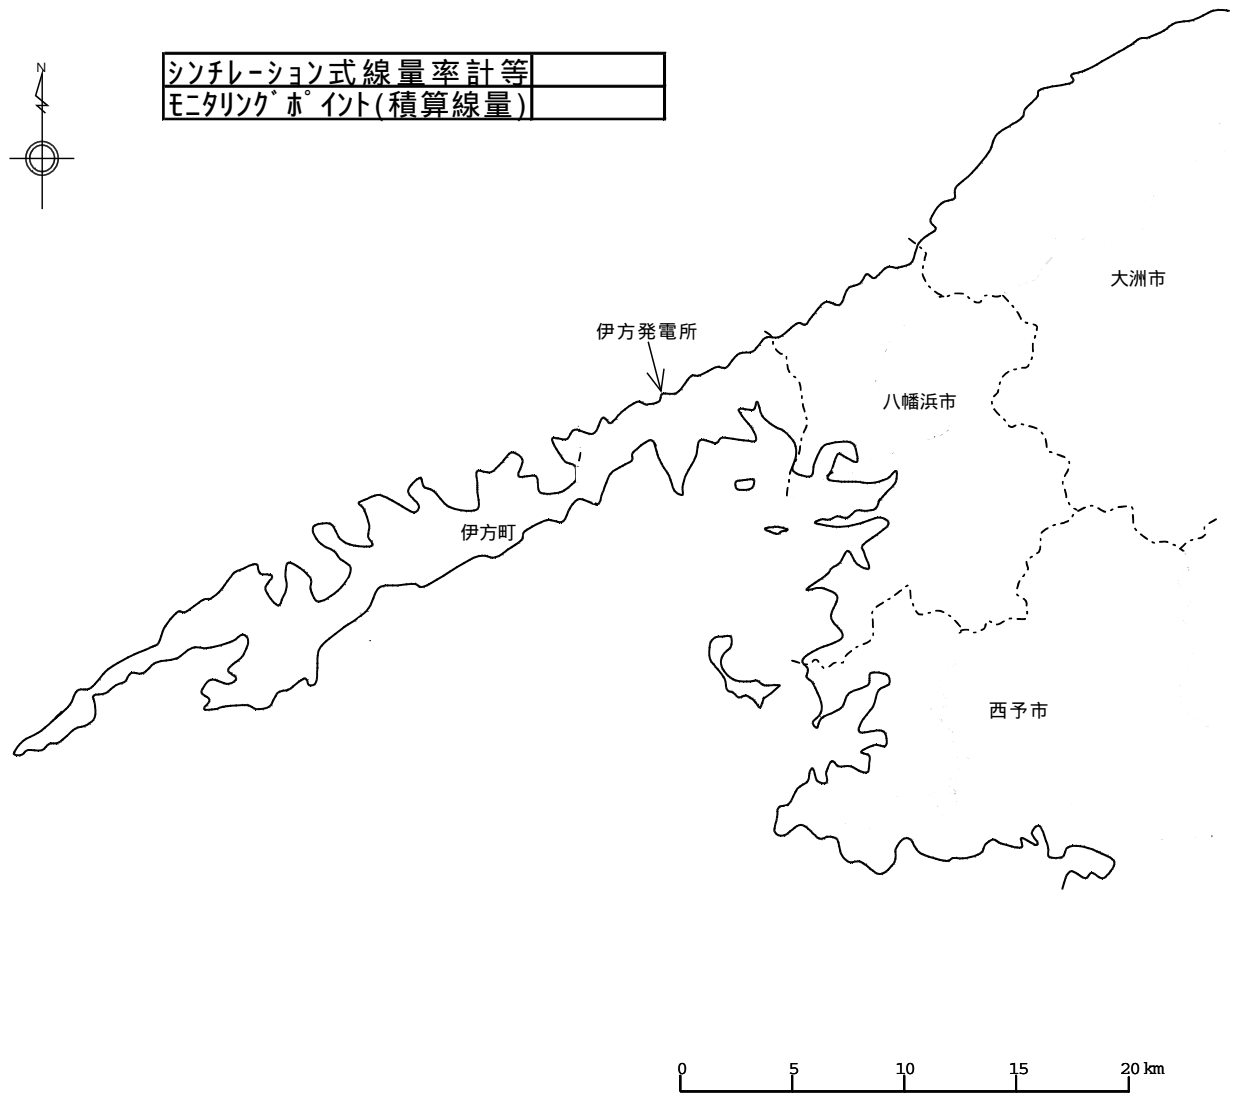 N
ｼﾝﾁﾚｰｼｮﾝ式線量率計等
ﾓﾆﾀﾘﾝｸﾞﾎﾟｲﾝﾄ(積算線量)
大洲市
伊方発電所
八幡浜市
伊方町
西予市
0 5 10 15 20 km